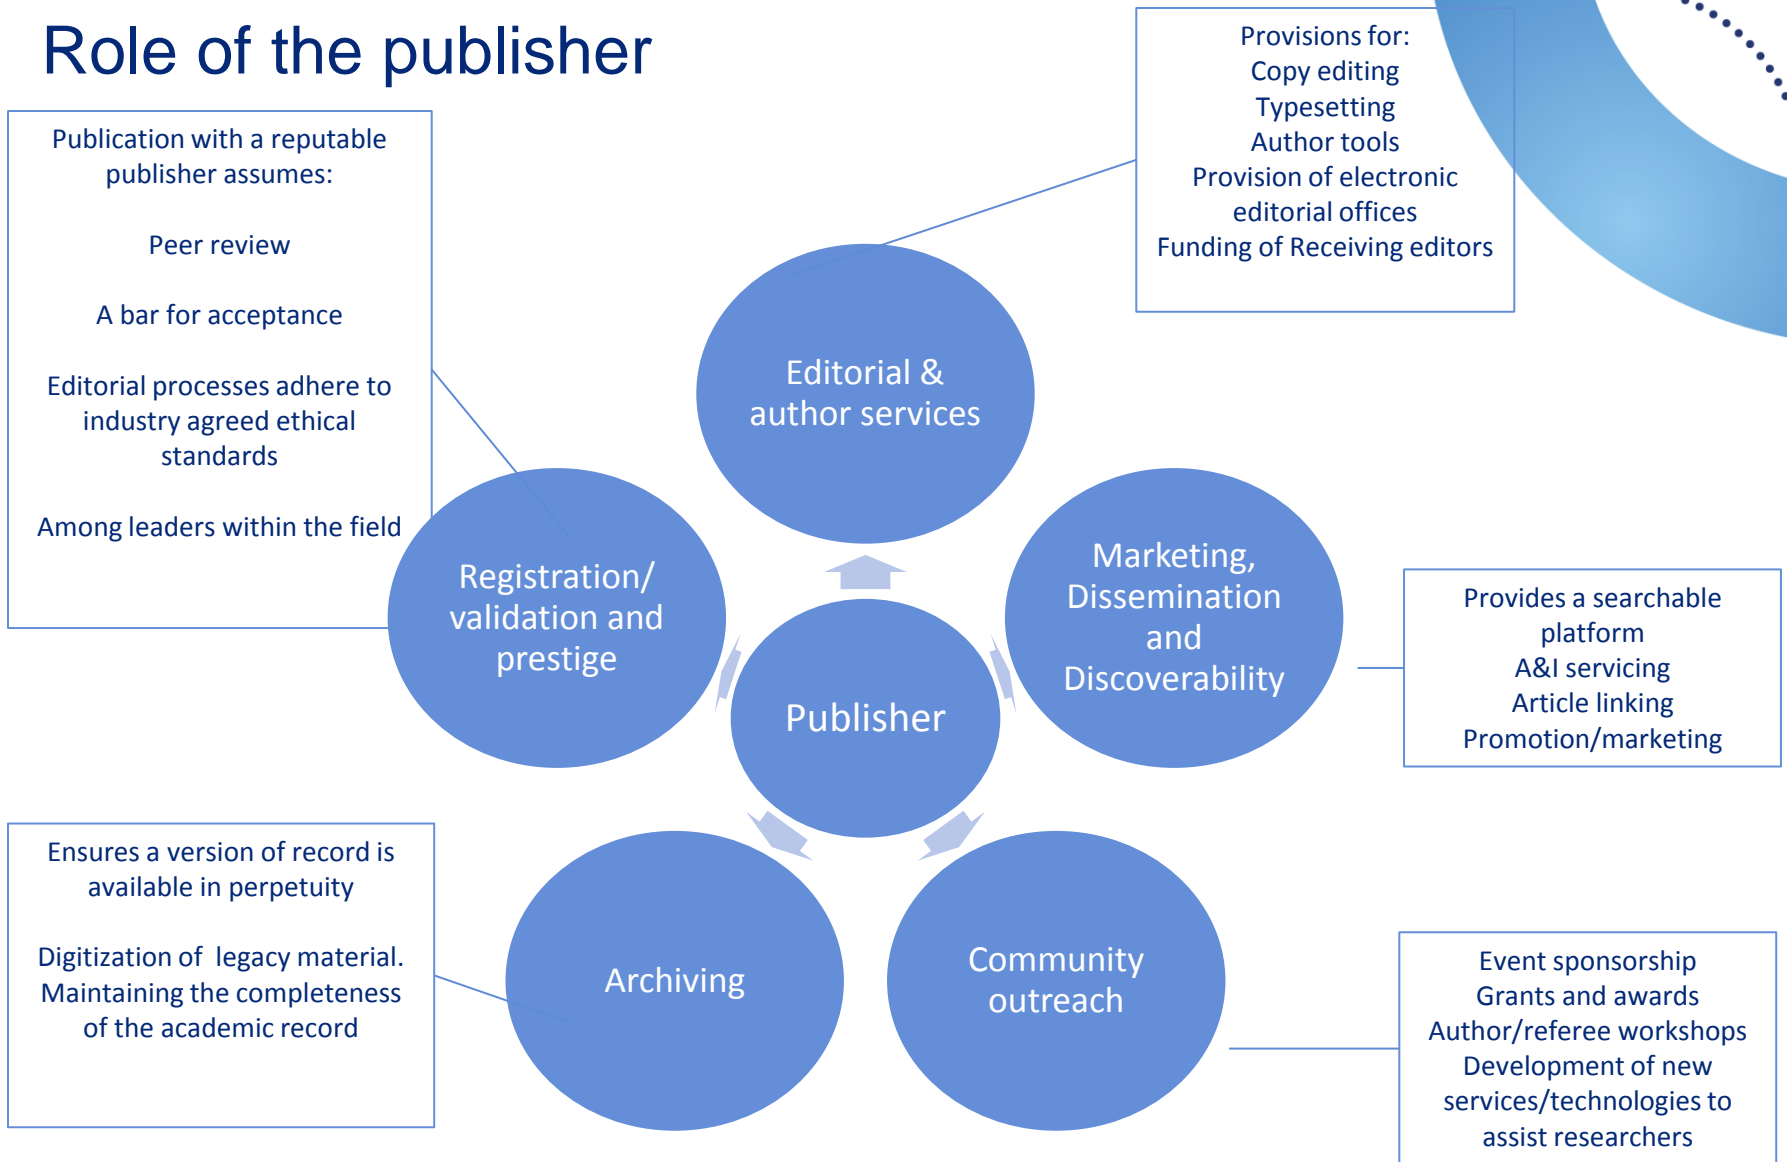 Role of the publisher
Provisions for:
Copy editing
Typesetting
Author tools
Provision of electronic
editorial offices
Funding of Receiving editors
Publication with a reputable
publisher assumes:
Peer review
A bar for acceptance
Editorial processes adhere to
industry agreed ethical
standards
Among leaders within the field
Editorial &
author services
Registration/
validation and
prestige
Marketing,
Dissemination
and
Discoverability
Provides a searchable
platform
A&I servicing
Article linking
Promotion/marketing
Publisher
Ensures a version of record is
available in perpetuity
Digitization of  legacy material.
Maintaining the completeness
of the academic record
Archiving
Community
outreach
Event sponsorship
Grants and awards
Author/referee workshops
Development of new
services/technologies to
assist researchers